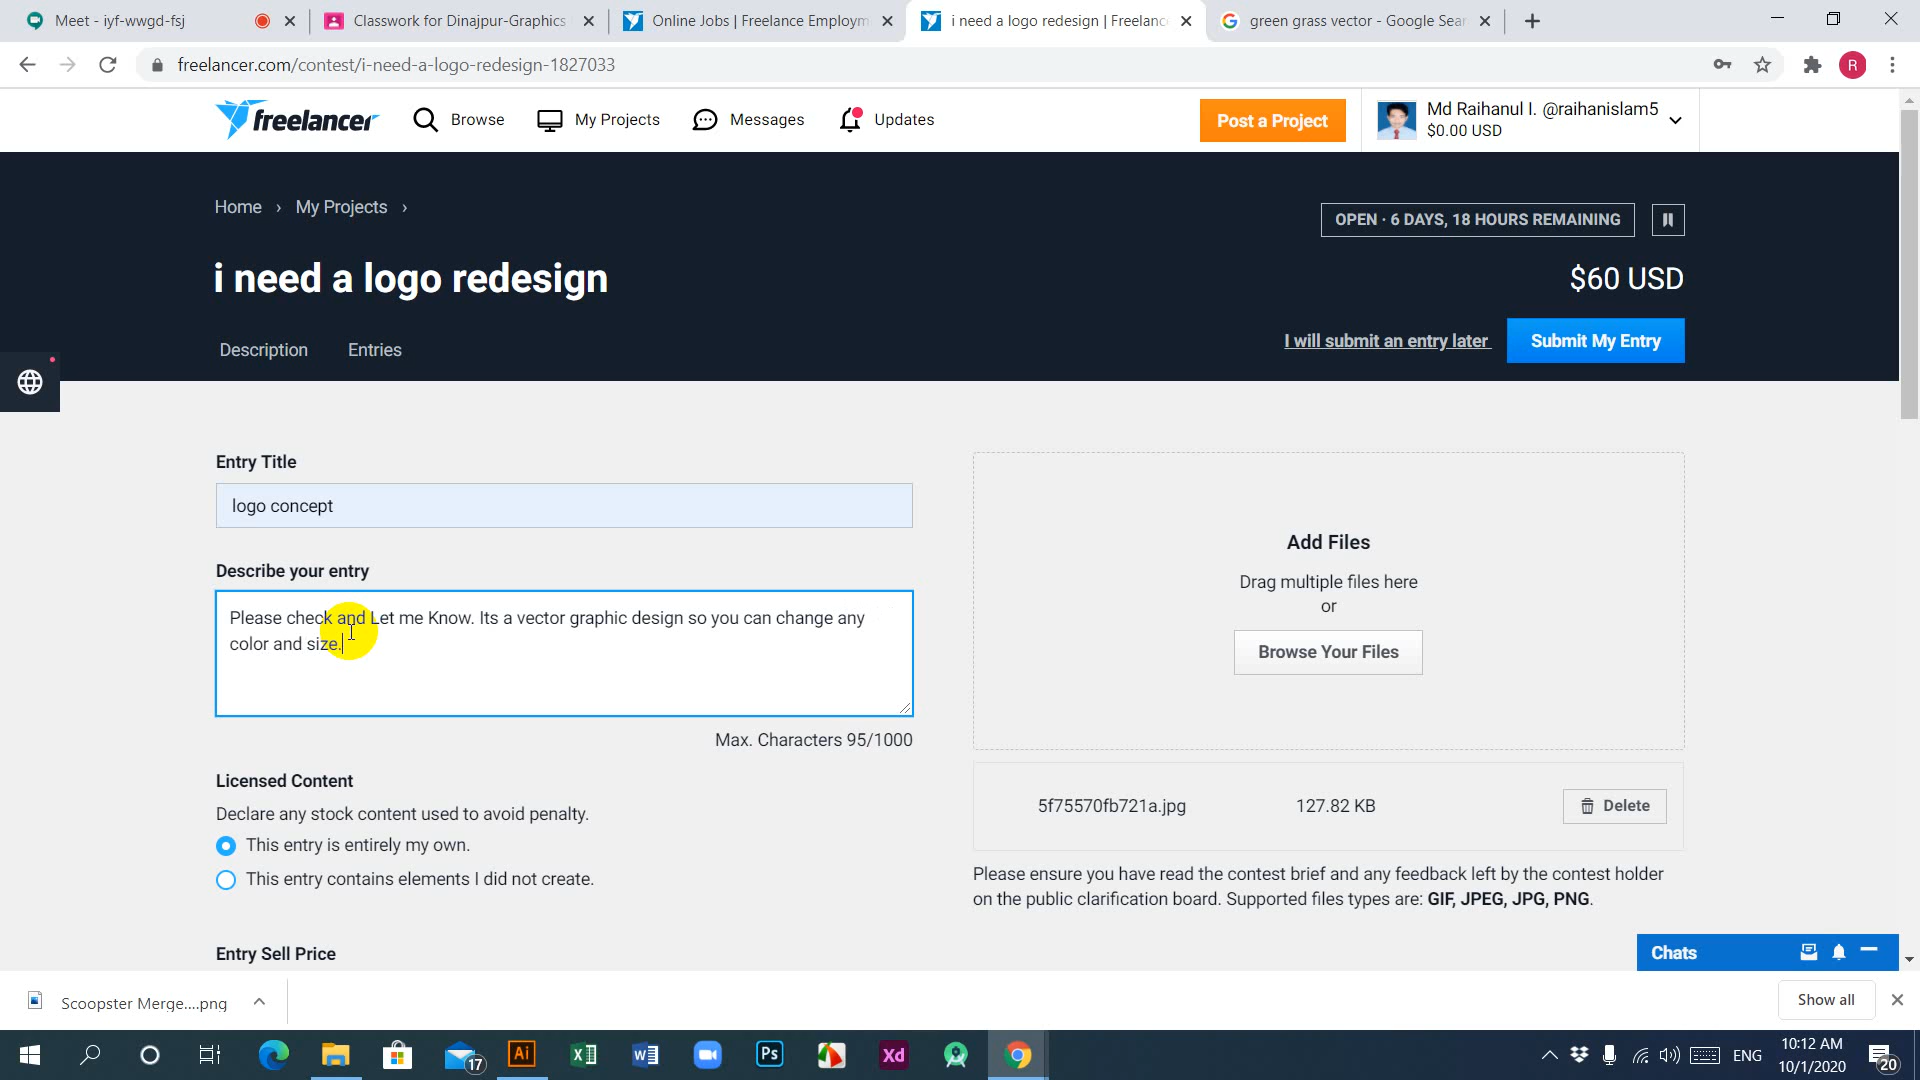 Meet - iyf-wwgd-fsj
Classwork for Dinajpur-Graphics
Online Jobs | Freelance Employm
i need a logo redesign | Freelanc
green grass vector - Google Sear
freelancer.com/contest/i-need-a-logo-redesign-1827033
R
freelancer
Browse
My Projects
Messages
Updates
Post a Project
Md Raihanul I. @raihanislam5
$0.00 USD
Home › My Projects ›
OPEN · 6 DAYS, 18 HOURS REMAINING
i need a logo redesign
$60 USD
Description
Entries
I will submit an entry later
Submit My Entry
Entry Title
logo concept
Describe your entry
Please check and Let me Know. Its a vector graphic design so you can change any
color and size.
Max. Characters 95/1000
Add Files
Drag multiple files here
or
Browse Your Files
Licensed Content
Declare any stock content used to avoid penalty.
This entry is entirely my own.
This entry contains elements I did not create.
5f75570fb721a.jpg
127.82 KB
Delete
Please ensure you have read the contest brief and any feedback left by the contest holder
on the public clarification board. Supported files types are: GIF, JPEG, JPG, PNG.
Entry Sell Price
Chats
Scoopster Merge....png
Show all
17
Ai
Ps
Xd
ENG
10:12 AM
10/1/2020
20